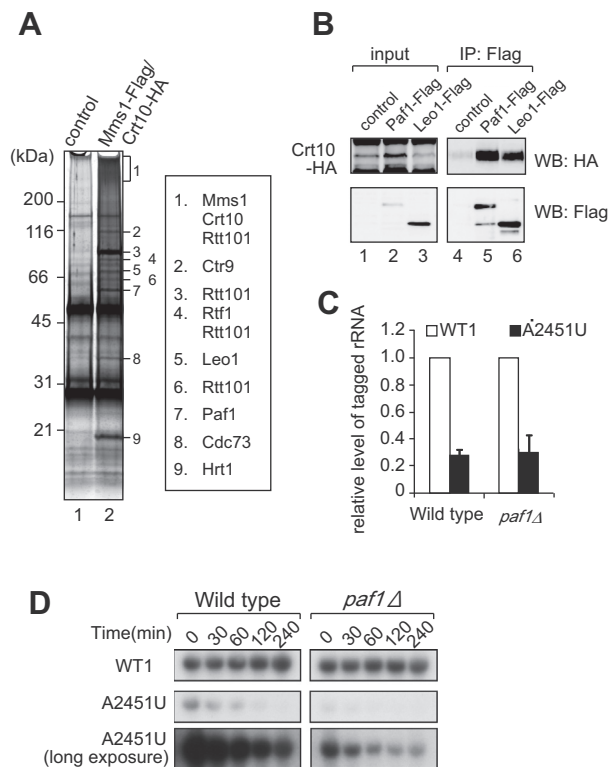 A
control
Mms1-Flag/
Crt10-HA
(kDa)
200
116
66
45
31
21
1
2
3
4
5
6
7
8
9
1 2
1. Mms1
Crt10
Rtt101
2. Ctr9
3. Rtt101
4. Rtf1
Rtt101
5. Leo1
6. Rtt101
7. Paf1
8. Cdc73
9. Hrt1
B
input IP: Flag
control Paf1-Flag Leo1-Flag control Paf1-Flag Leo1-Flag
Crt10
-HA
WB: HA
WB: Flag
1 2 3 4 5 6
C
WT1 A2451U
relative level of tagged rRNA
1.2
1.0
0.8
0.6
0.4
0.2
0
Wild type paf1Δ
D
Wild type paf1Δ
Time(min) 0 30 60 120 240 0 30 60 120 240
WT1
A2451U
A2451U
(long exposure)